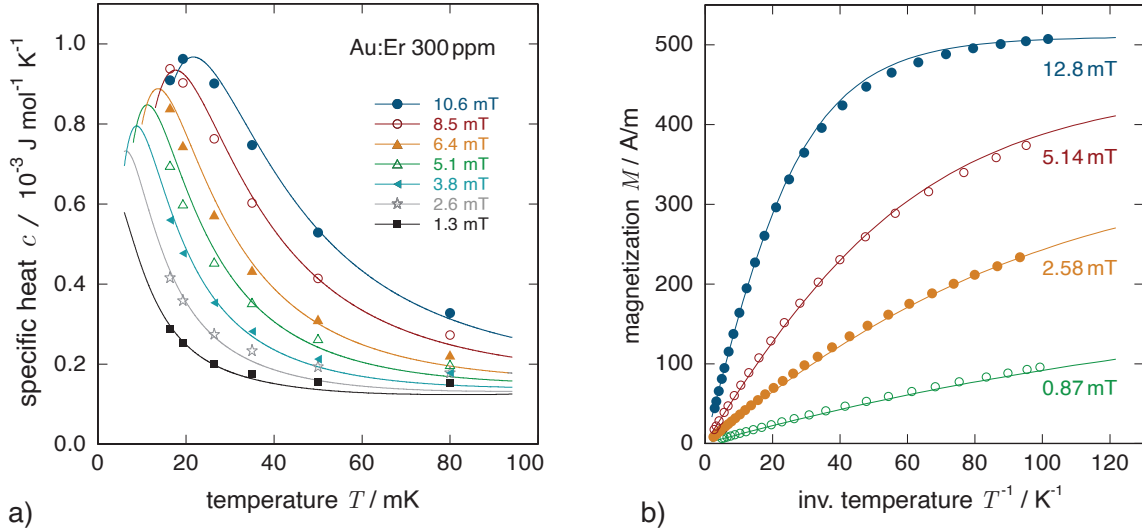 Au:Er 300 ppm
10.6 mT
8.5 mT
6.4 mT
5.1 mT
3.8 mT
2.6 mT
1.3 mT
1.0
0.8
0.6
0.4
0.2
0.0
0 20 40 60 80 100
specific heat c / 10⁻³ J mol⁻¹ K⁻¹
temperature T / mK
a)
500
400
300
200
100
0
0 20 40 60 80 100 120
12.8 mT
5.14 mT
2.58 mT
0.87 mT
magnetization M / A/m
inv. temperature T⁻¹ / K⁻¹
b)